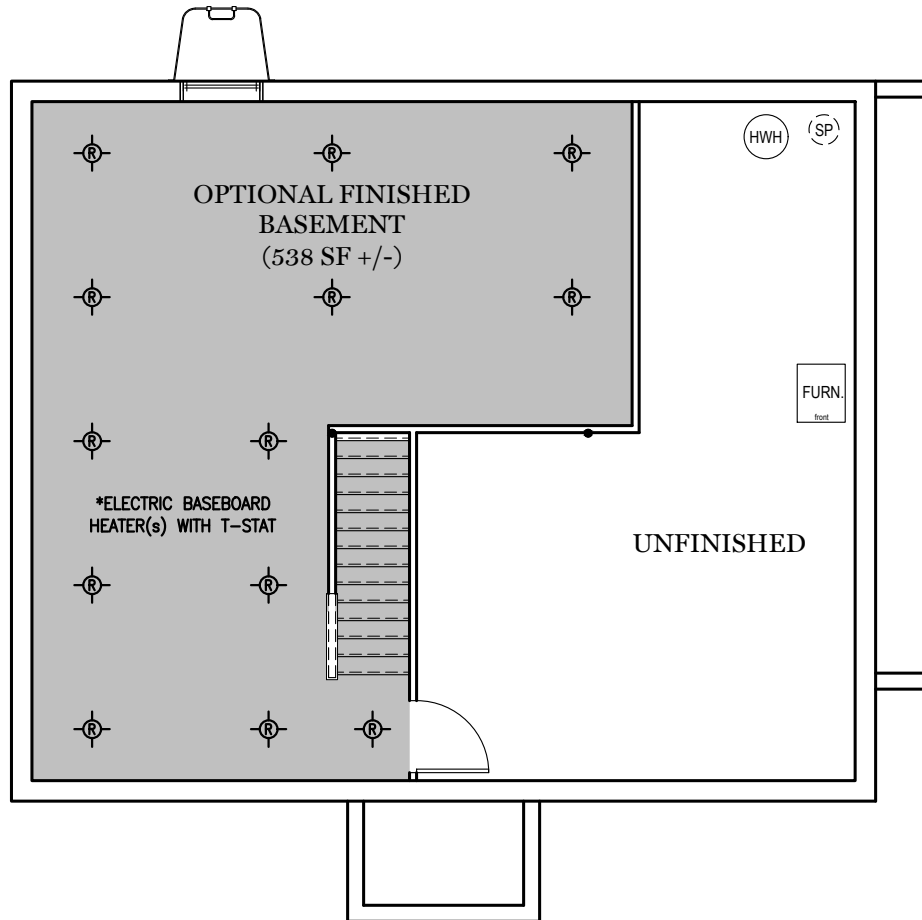 HWH
SP
R
R
R
OPTIONAL FINISHED
BASEMENT
(538 SF +/-)
R
R
R
FURN.
front
R
R
*ELECTRIC BASEBOARD
HEATER(s) WITH T-STAT
UNFINISHED
R
R
R
R
R